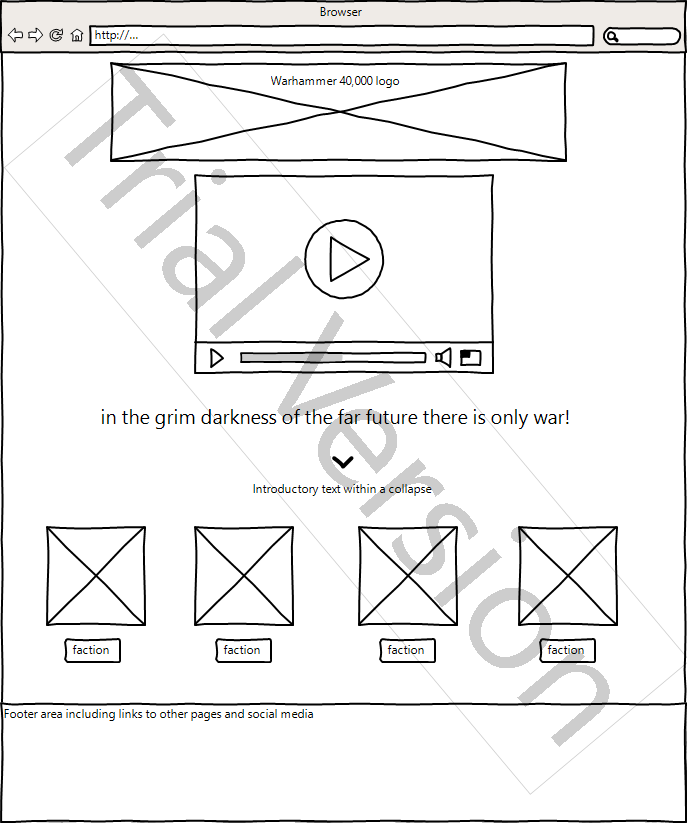 Browser
http://...
Warhammer 40,000 logo
in the grim darkness of the far future there is only war!
Introductory text within a collapse
faction faction faction faction
Footer area including links to other pages and social media
Trial Version